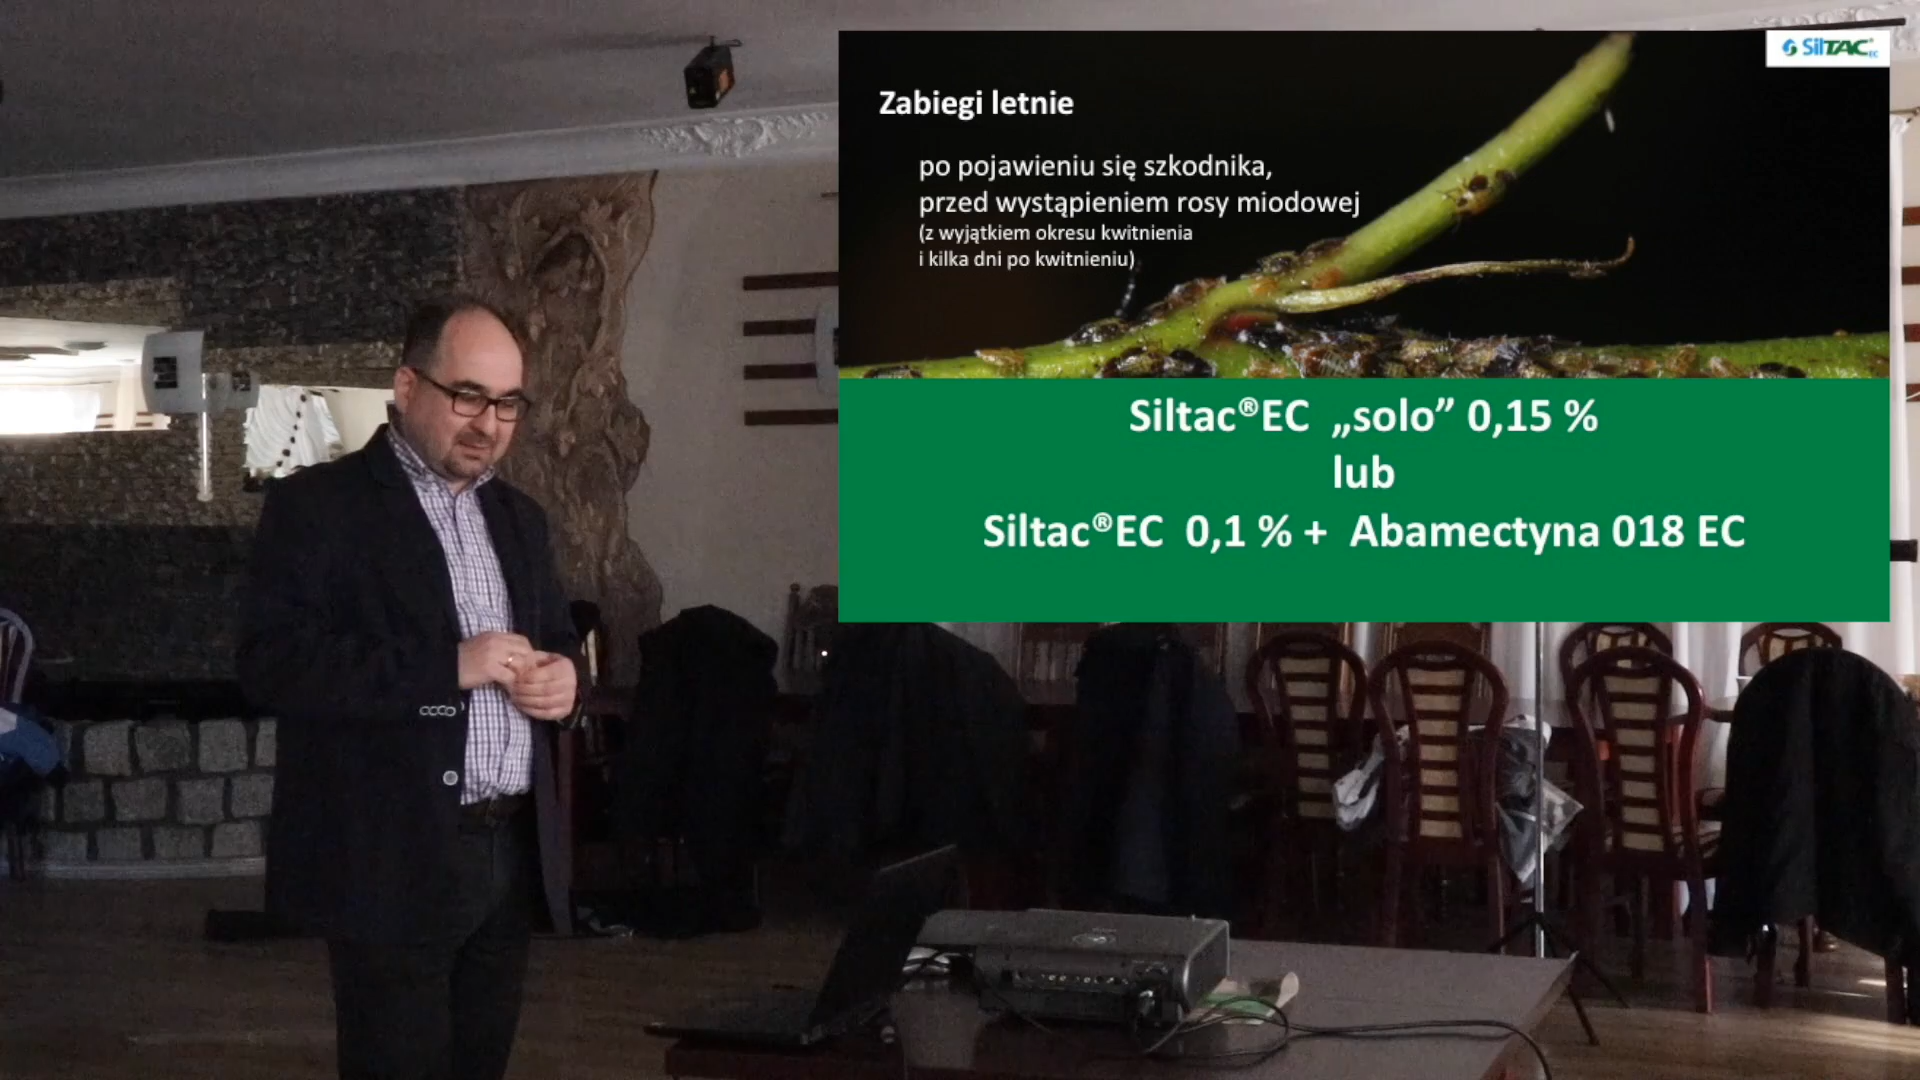 SilTAC® EC
Zabiegi letnie
po pojawieniu się szkodnika,
przed wystąpieniem rosy miodowej
(z wyjątkiem okresu kwitnienia
i kilka dni po kwitnieniu)
Siltac®EC „solo” 0,15 %
lub
Siltac®EC 0,1 % + Abamectyna 018 EC